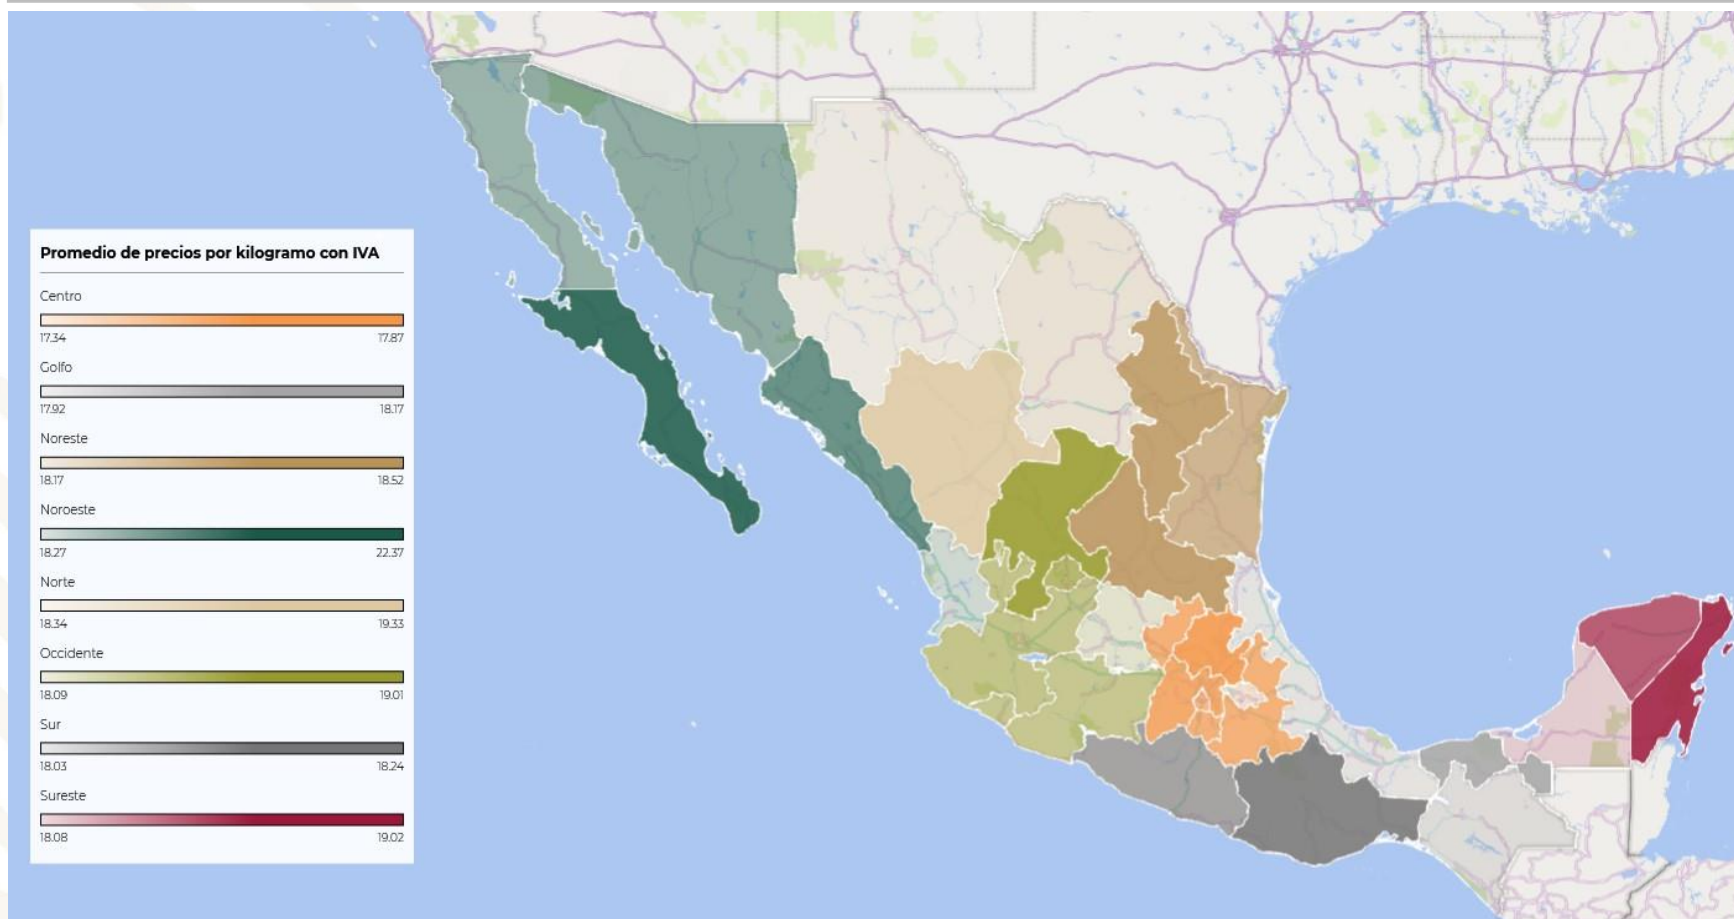 Promedio de precios por kilogramo con IVA
Centro
17.34 17.87
Golfo
17.92 18.17
Noreste
18.17 18.52
Noroeste
18.27 22.37
Norte
18.34 19.33
Occidente
18.09 19.01
Sur
18.03 18.24
Sureste
18.08 19.02